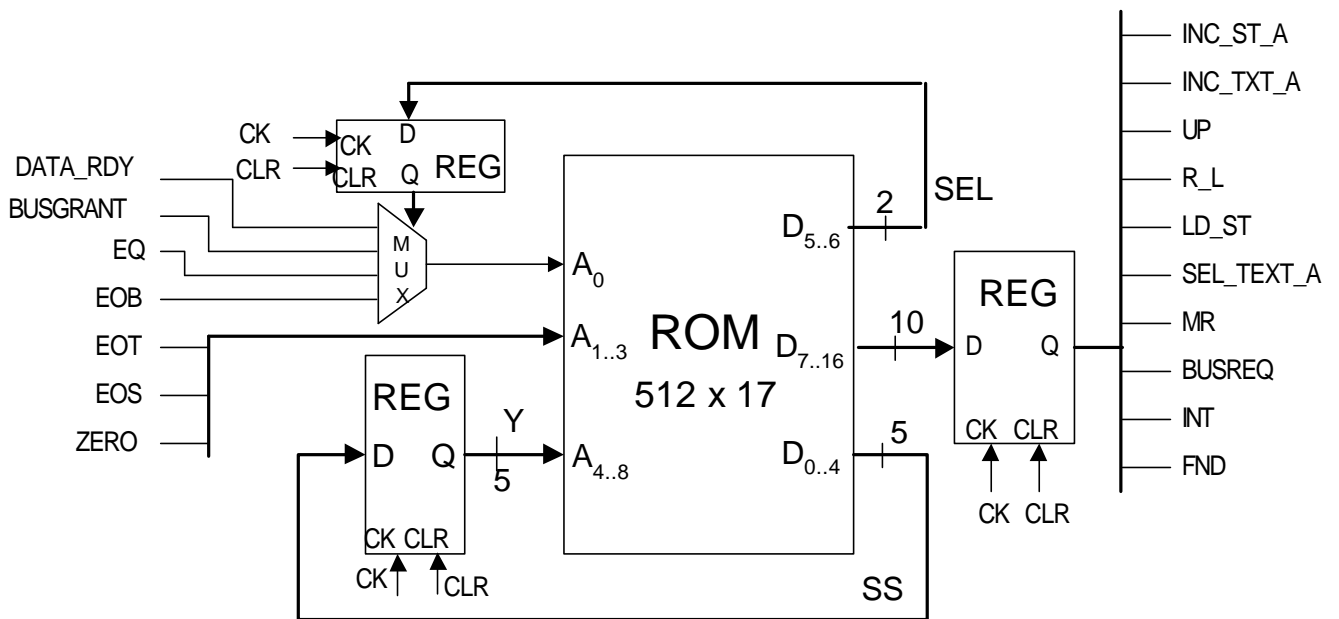 INC_ST_A
INC_TXT_A
UP
R_L
LD_ST
SEL_TEXT_A
MR
BUSREQ
INT
FND
CK
CLR
D
CK
CLR
Q
REG
DATA_RDY
BUSGRANT
EQ
EOB
EOT
EOS
ZERO
M
U
X
SEL
2
A0
A1..3
A4..8
ROM
512 x 17
D5..6
D7..16
D0..4
10
5
REG
D
Q
CK CLR
CK CLR
REG
D
Q
CK CLR
CK
CLR
Y
5
SS